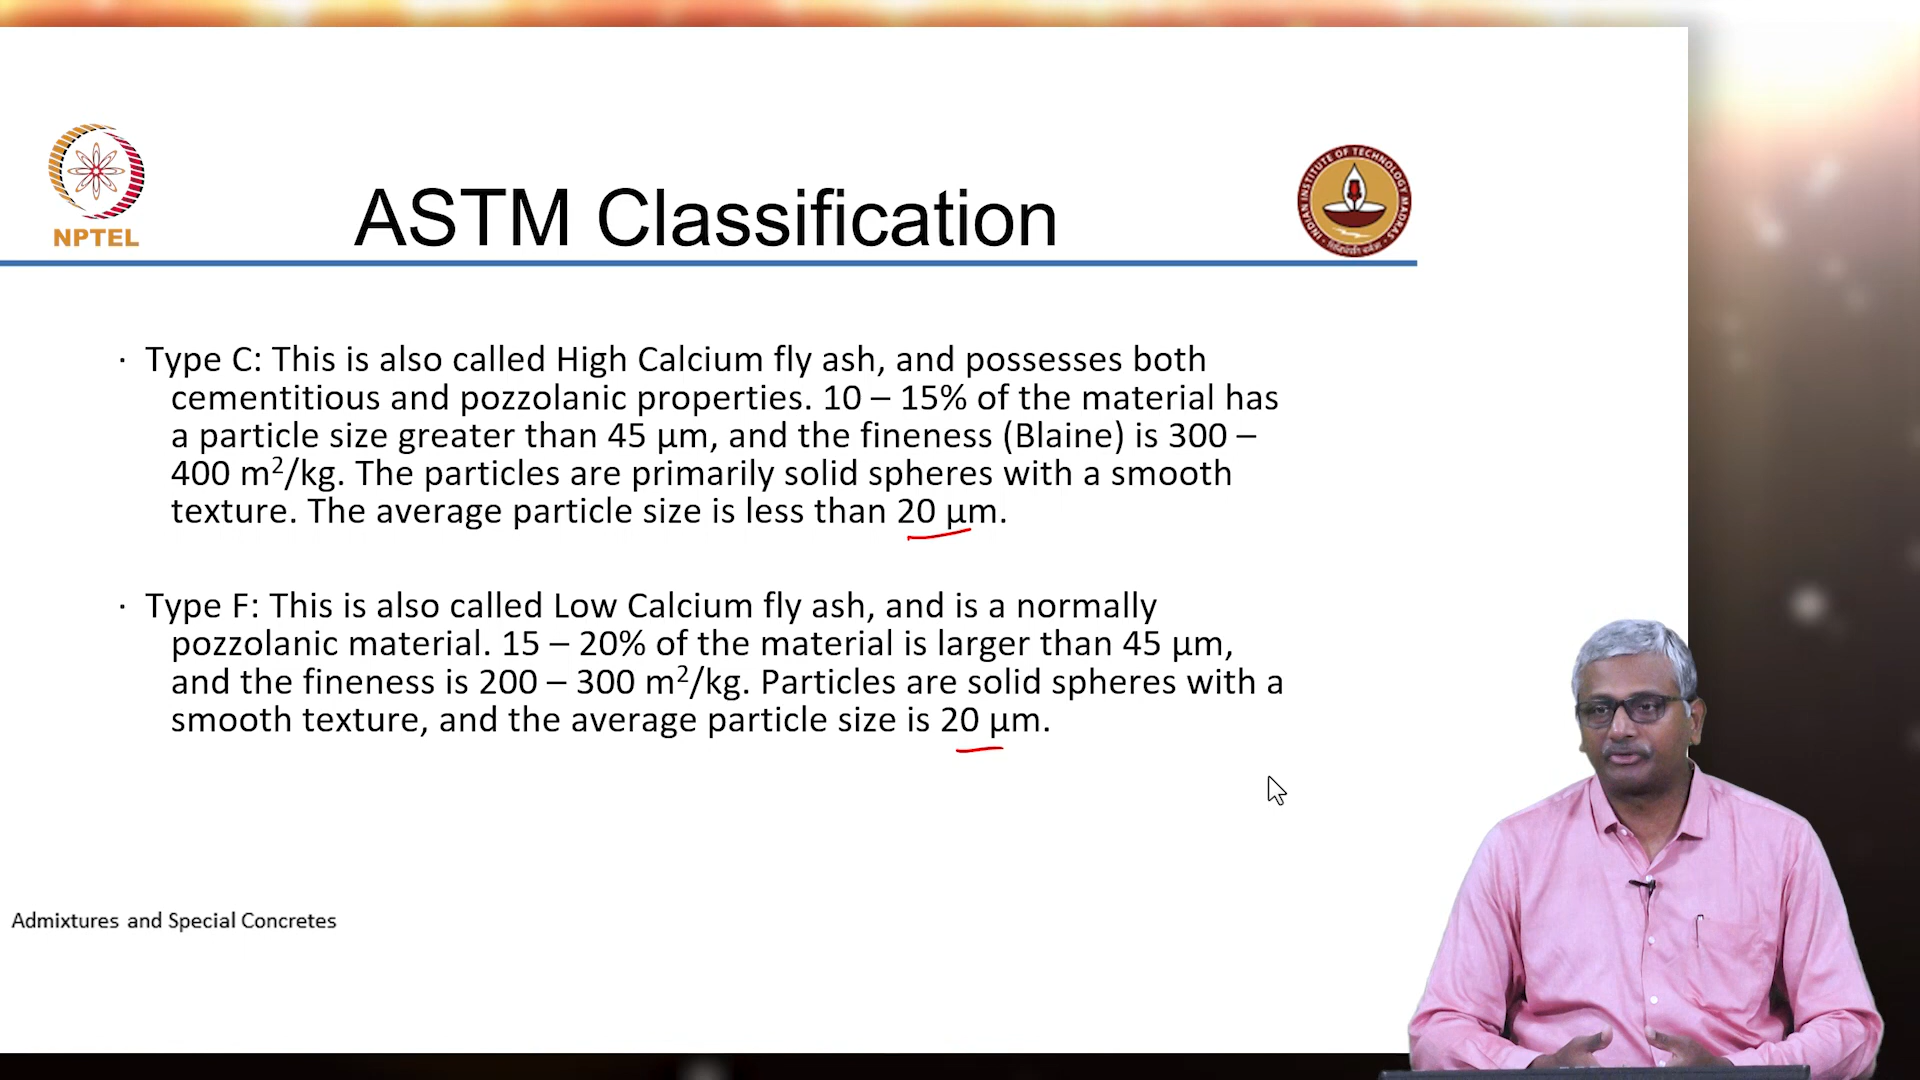 NPTEL
INDIAN INSTITUTE OF TECHNOLOGY MADRAS
ASTM Classification
· Type C: This is also called High Calcium fly ash, and possesses both
cementitious and pozzolanic properties. 10 – 15% of the material has
a particle size greater than 45 μm, and the fineness (Blaine) is 300 –
400 m²/kg. The particles are primarily solid spheres with a smooth
texture. The average particle size is less than 20 μm.
· Type F: This is also called Low Calcium fly ash, and is a normally
pozzolanic material. 15 – 20% of the material is larger than 45 μm,
and the fineness is 200 – 300 m²/kg. Particles are solid spheres with a
smooth texture, and the average particle size is 20 μm.
Admixtures and Special Concretes